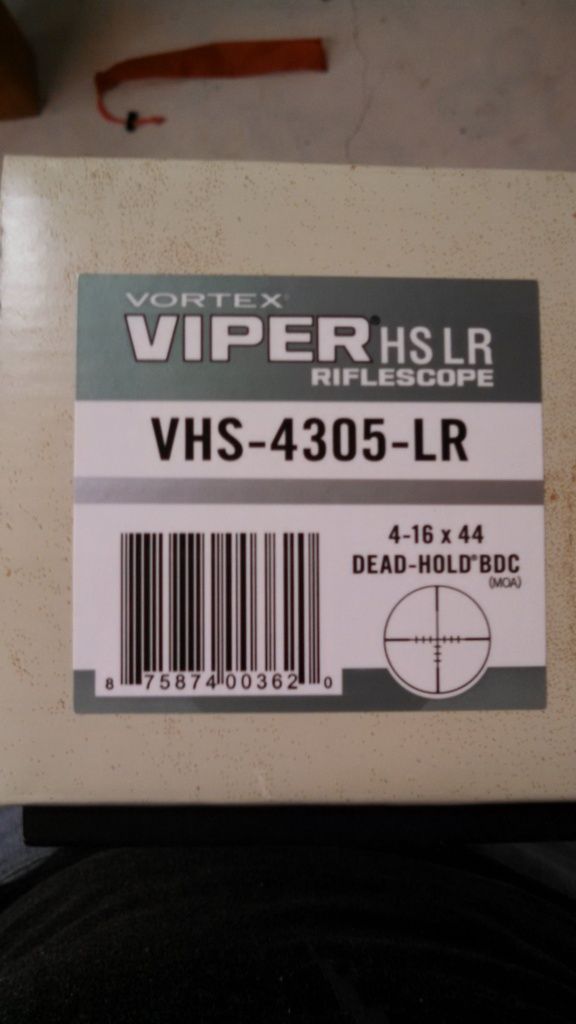 VORTEX®
VIPER® HS LR
RIFLESCOPE
VHS-4305-LR
4-16 x 44
DEAD-HOLD® BDC
(MOA)
8 75874 00362 0